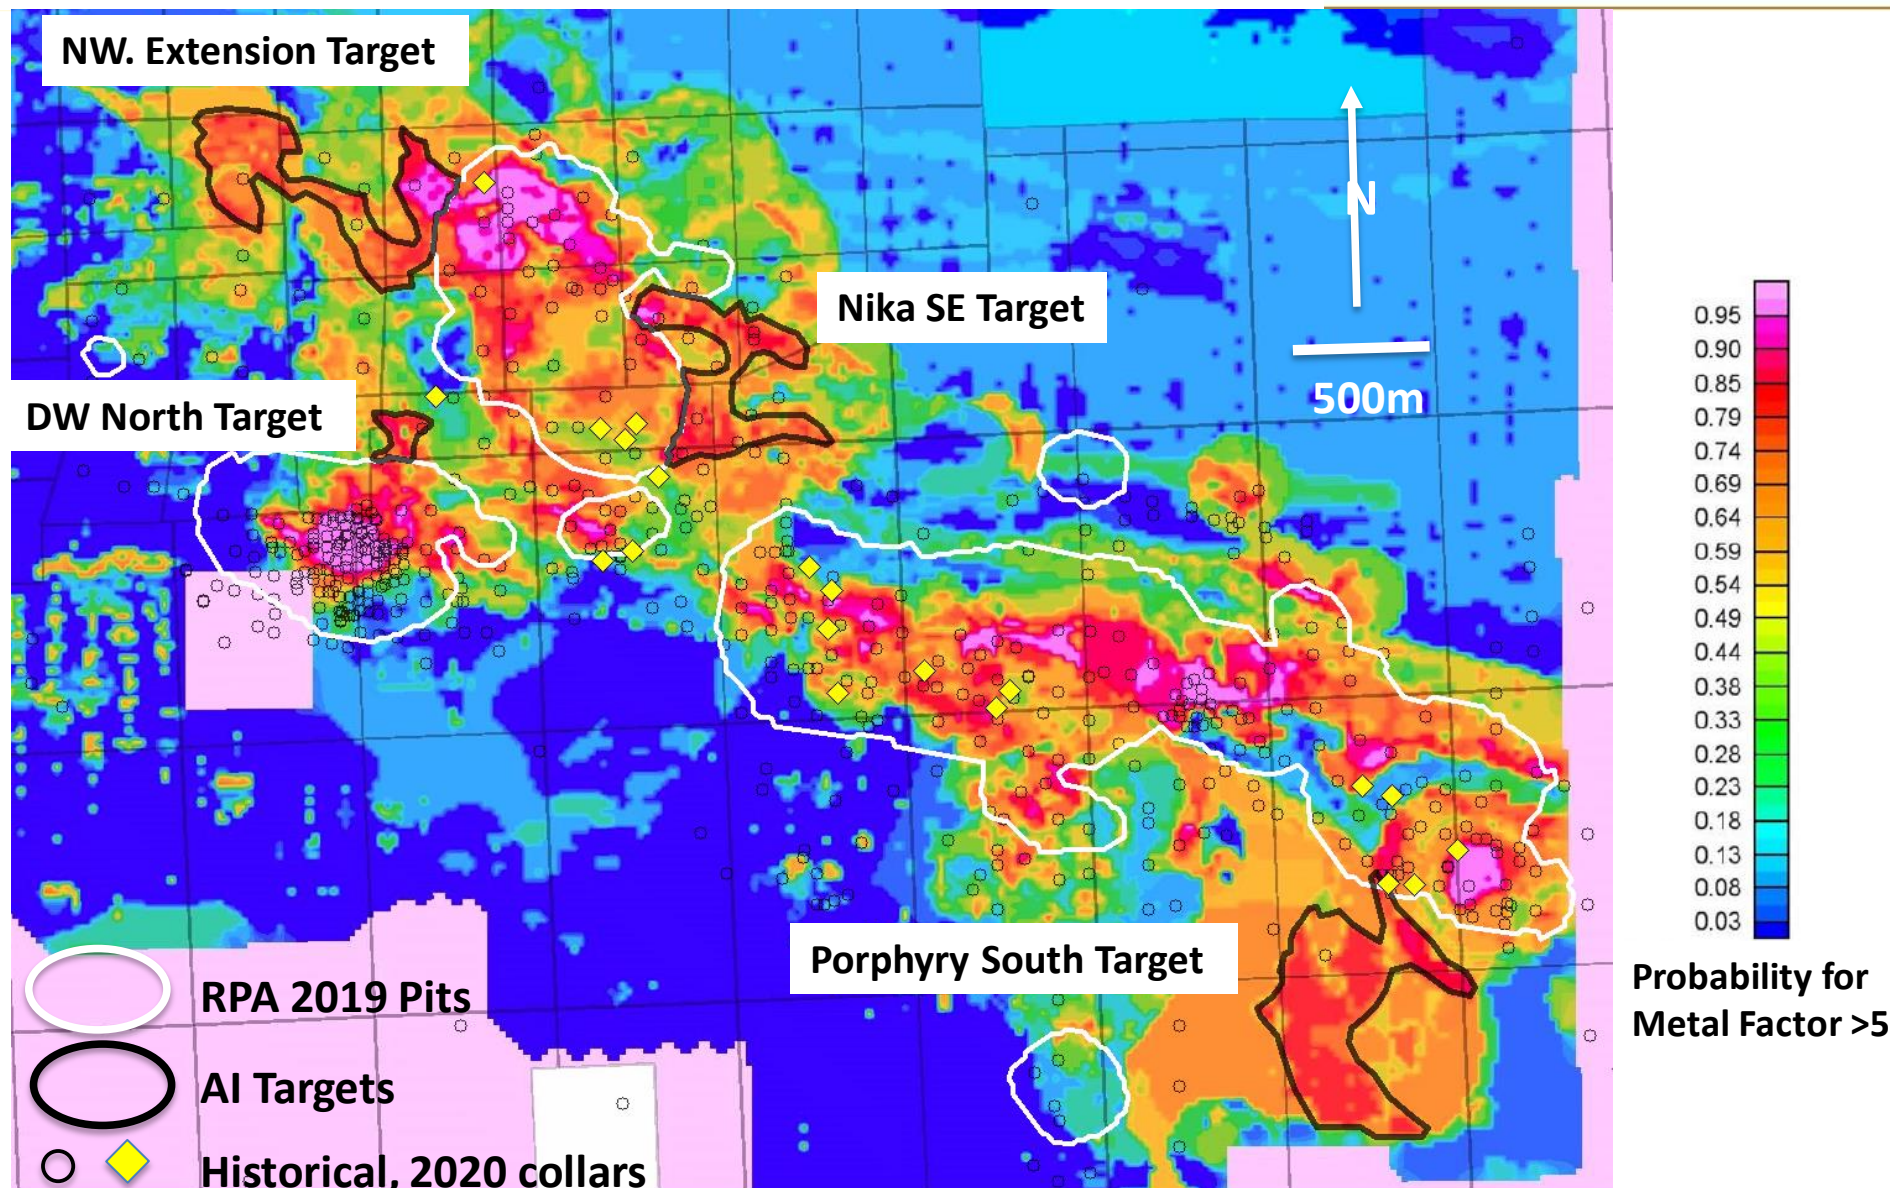 NW. Extension Target
N
Nika SE Target
500m
DW North Target
Porphyry South Target
RPA 2019 Pits
AI Targets
Historical, 2020 collars
0.95
0.90
0.85
0.79
0.74
0.69
0.64
0.59
0.54
0.49
0.44
0.38
0.33
0.28
0.23
0.18
0.13
0.08
0.03
Probability for
Metal Factor >5